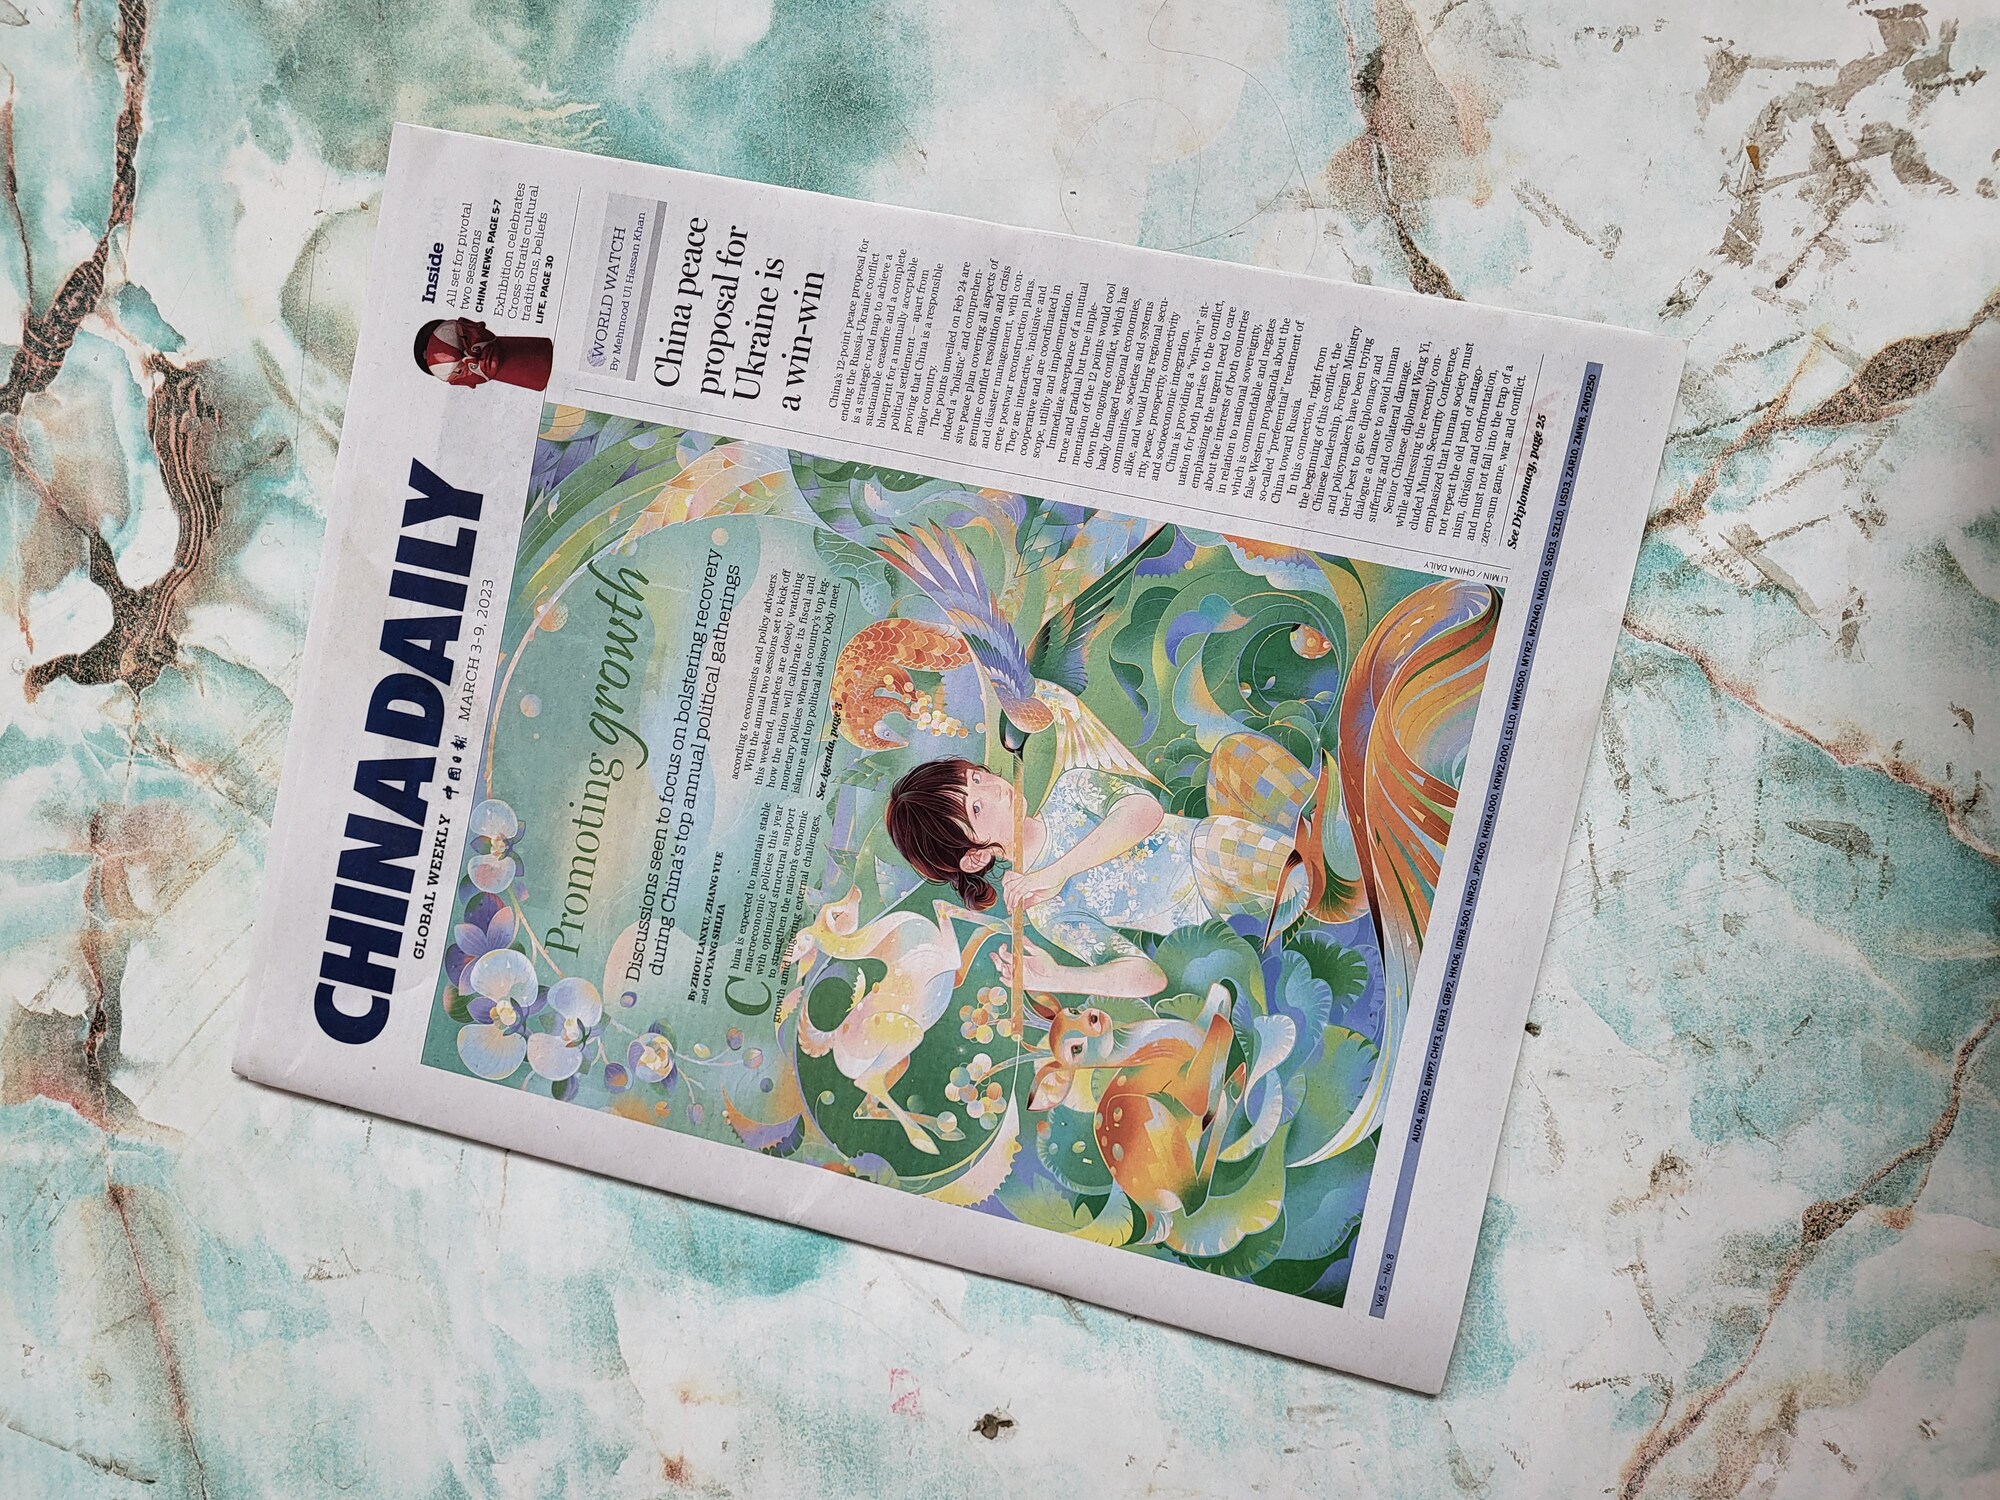 CHINA DAILY
GLOBAL WEEKLY 中国日报 MARCH 3-9, 2023
Inside
All set for pivotal
two sessions
CHINA NEWS, PAGE 5-7
Exhibition celebrates
Cross-Straits cultural
traditions, beliefs
LIFE, PAGE 30
Promoting growth
Discussions seen to focus on bolstering recovery
during China's top annual political gatherings
By ZHOU LANXU, ZHANG YUE
and OUYANG SHIJIA
China is expected to maintain stable
macroeconomic policies this year
with optimized structural support
to strengthen the nation's economic
growth amid lingering external challenges,
according to economists and policy advisers.
With the annual two sessions set to kick off
this weekend, markets are closely watching
how the nation will calibrate its fiscal and
monetary policies when the country's top leg-
islature and top political advisory body meet.
See Agenda, page 3
WORLD WATCH
By Mehmood Ul Hassan Khan
China peace
proposal for
Ukraine is
a win-win
China's 12-point peace proposal for
ending the Russia-Ukraine conflict
is a strategic road map to achieve a
sustainable ceasefire and a complete
blueprint for a mutually acceptable
political settlement — apart from
proving that China is a responsible
major country.
The points unveiled on Feb 24 are
indeed a "holistic" and comprehen-
sive peace plan covering all aspects of
genuine conflict resolution and crisis
and disaster management, with con-
crete postwar reconstruction plans.
They are interactive, inclusive and
cooperative and are coordinated in
scope, utility and implementation.
Immediate acceptance of a mutual
truce and gradual but true imple-
mentation of the 12 points would cool
down the ongoing conflict, which has
badly damaged regional economies,
communities, societies and systems
alike, and would bring regional secu-
rity, peace, prosperity, connectivity
and socioeconomic integration.
China is providing a "win-win" sit-
uation for both parties to the conflict,
emphasizing the urgent need to care
about the interests of both countries
in relation to national sovereignty,
which is commendable and negates
false Western propaganda about the
so-called "preferential" treatment of
China toward Russia.
In this connection, right from
the beginning of this conflict, the
Chinese leadership, Foreign Ministry
and policymakers have been trying
their best to give diplomacy and
dialogue a chance to avoid human
suffering and collateral damage.
Senior Chinese diplomat Wang Yi,
while addressing the recently con-
cluded Munich Security Conference,
emphasized that human society must
not repeat the old path of antago-
nism, division and confrontation,
and must not fall into the trap of a
zero-sum game, war and conflict.
See Diplomacy, page 25
LI MIN / CHINA DAILY
Vol. 5 — No. 8
AUD4, BND2, BWP7, CHF3, EUR3, GBP2, HKD6, IDR8,500, INR20, JPY400, KHR4,000, KRW2,000, LSL10, MWK500, MYR2, MZN40, NAD10, SGD3, SZL10, USD3, ZAR10, ZMW8, ZWD250